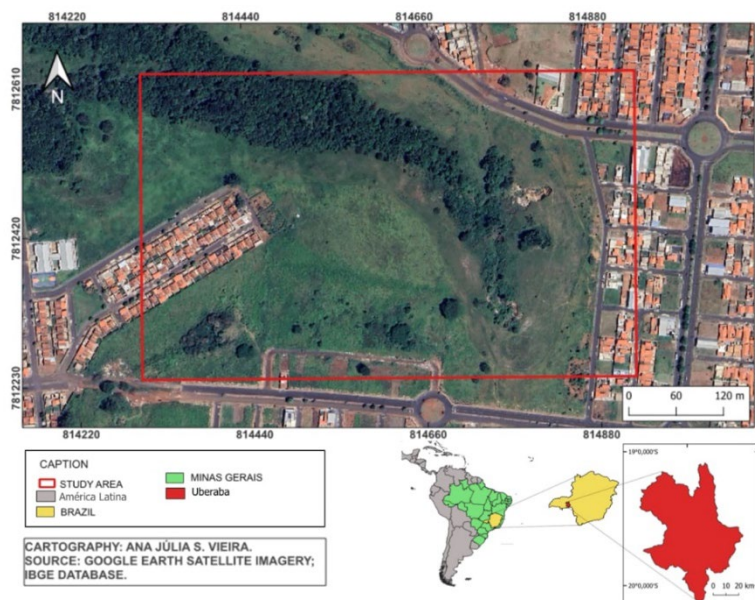 814220 814440 814660 814880
7812610
N
7812420
7812230
0 60 120 m
814220 814440 814660 814880
CAPTION
STUDY AREA
América Latina
BRAZIL
MINAS GERAIS
Uberaba
CARTOGRAPHY: ANA JÚLIA S. VIEIRA.
SOURCE: GOOGLE EARTH SATELLITE IMAGERY;
IBGE DATABASE.
19°0,000'S
20°0,000'S
0 10 20 km